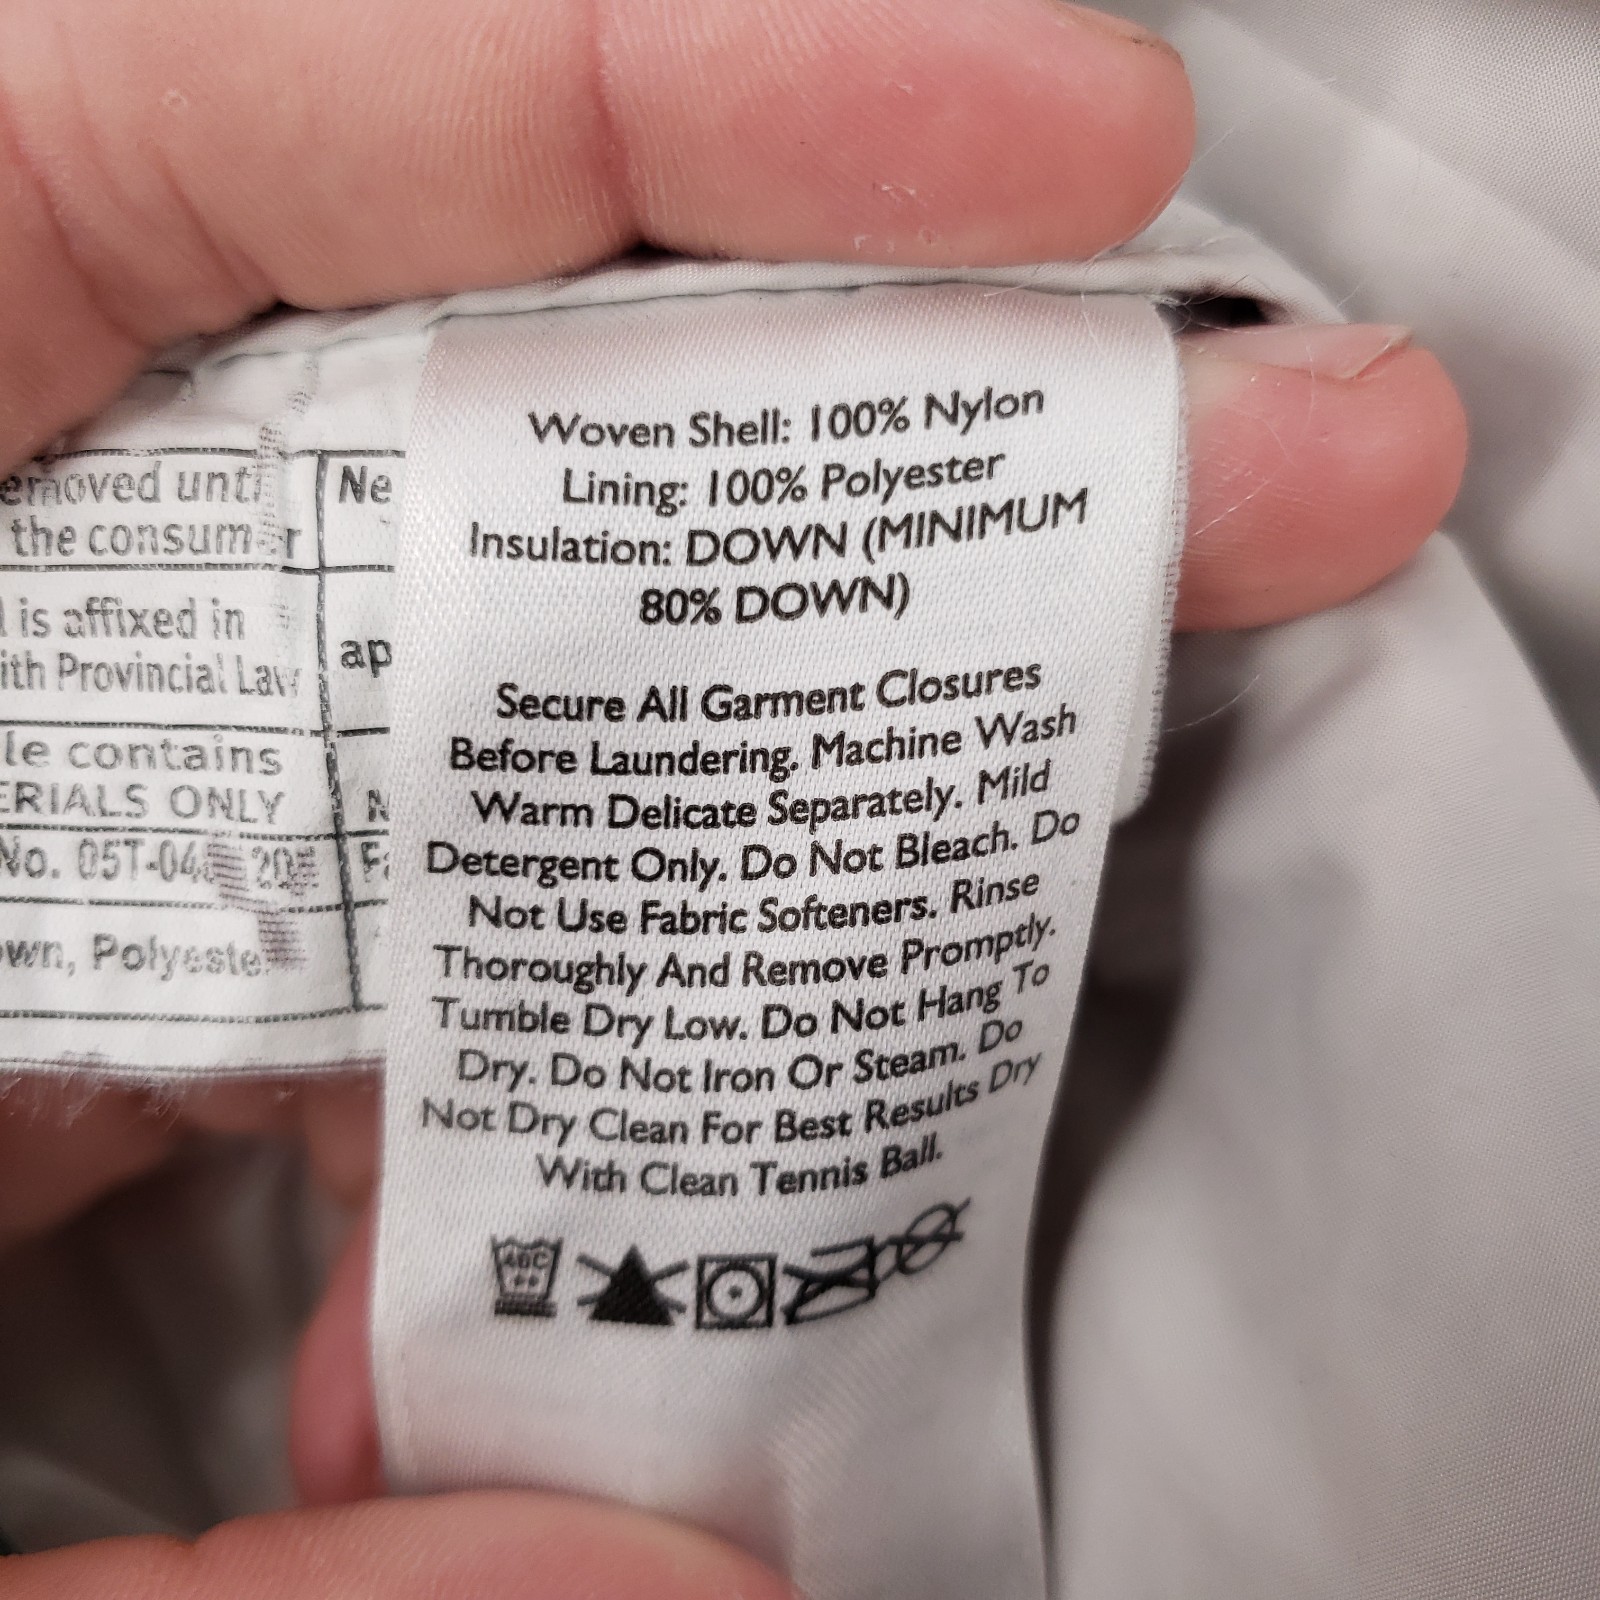 emoved unti
the consumer
l is affixed in
ith Provincial Law
le contains
ERIALS ONLY
No. 05T-04
own, Polyeste
Ne
ap
N
Fa
Woven Shell: 100% Nylon
Lining: 100% Polyester
Insulation: DOWN (MINIMUM
80% DOWN)
Secure All Garment Closures
Before Laundering. Machine Wash
Warm Delicate Separately. Mild
Detergent Only. Do Not Bleach. Do
Not Use Fabric Softeners. Rinse
Thoroughly And Remove Promptly.
Tumble Dry Low. Do Not Hang To
Dry. Do Not Iron Or Steam. Do
Not Dry Clean For Best Results Dry
With Clean Tennis Ball.